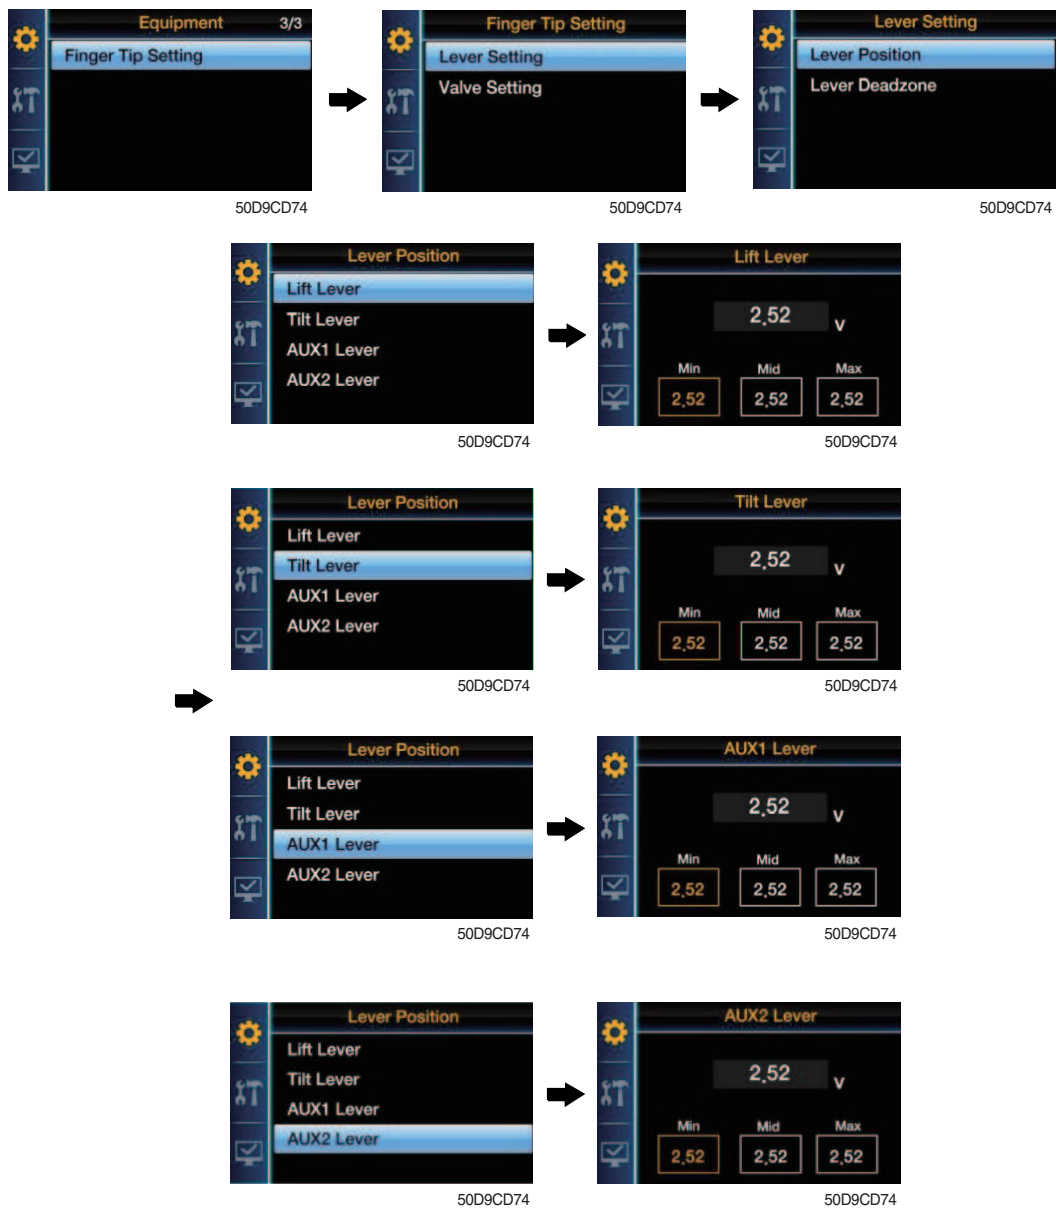 Equipment 3/3
Finger Tip Setting
50D9CD74
Finger Tip Setting
Lever Setting
Valve Setting
50D9CD74
Lever Setting
Lever Position
Lever Deadzone
50D9CD74
Lever Position
Lift Lever
Tilt Lever
AUX1 Lever
AUX2 Lever
50D9CD74
Lift Lever
2.52 V
Min Mid Max
2.52 2.52 2.52
50D9CD74
Lever Position
Lift Lever
Tilt Lever
AUX1 Lever
AUX2 Lever
50D9CD74
Tilt Lever
2.52 V
Min Mid Max
2.52 2.52 2.52
50D9CD74
Lever Position
Lift Lever
Tilt Lever
AUX1 Lever
AUX2 Lever
50D9CD74
AUX1 Lever
2.52 V
Min Mid Max
2.52 2.52 2.52
50D9CD74
Lever Position
Lift Lever
Tilt Lever
AUX1 Lever
AUX2 Lever
50D9CD74
AUX2 Lever
2.52 V
Min Mid Max
2.52 2.52 2.52
50D9CD74